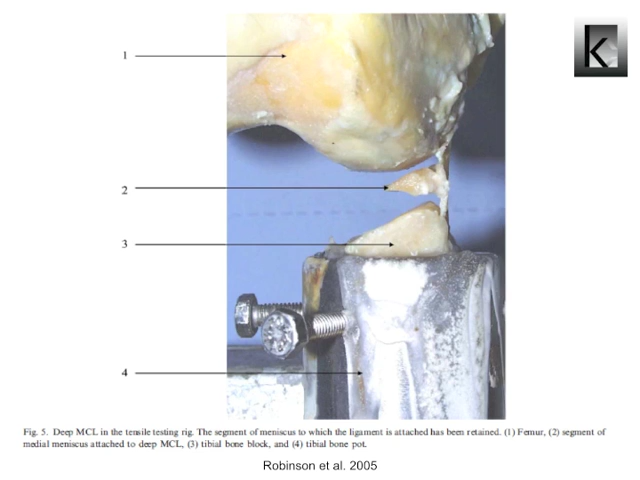 1
K
2
3
4
Fig. 5. Deep MCL in the tensile testing rig. The segment of meniscus to which the ligament is attached has been retained. (1) Femur, (2) segment of
medial meniscus attached to deep MCL, (3) tibial bone block, and (4) tibial bone pot.
Robinson et al. 2005